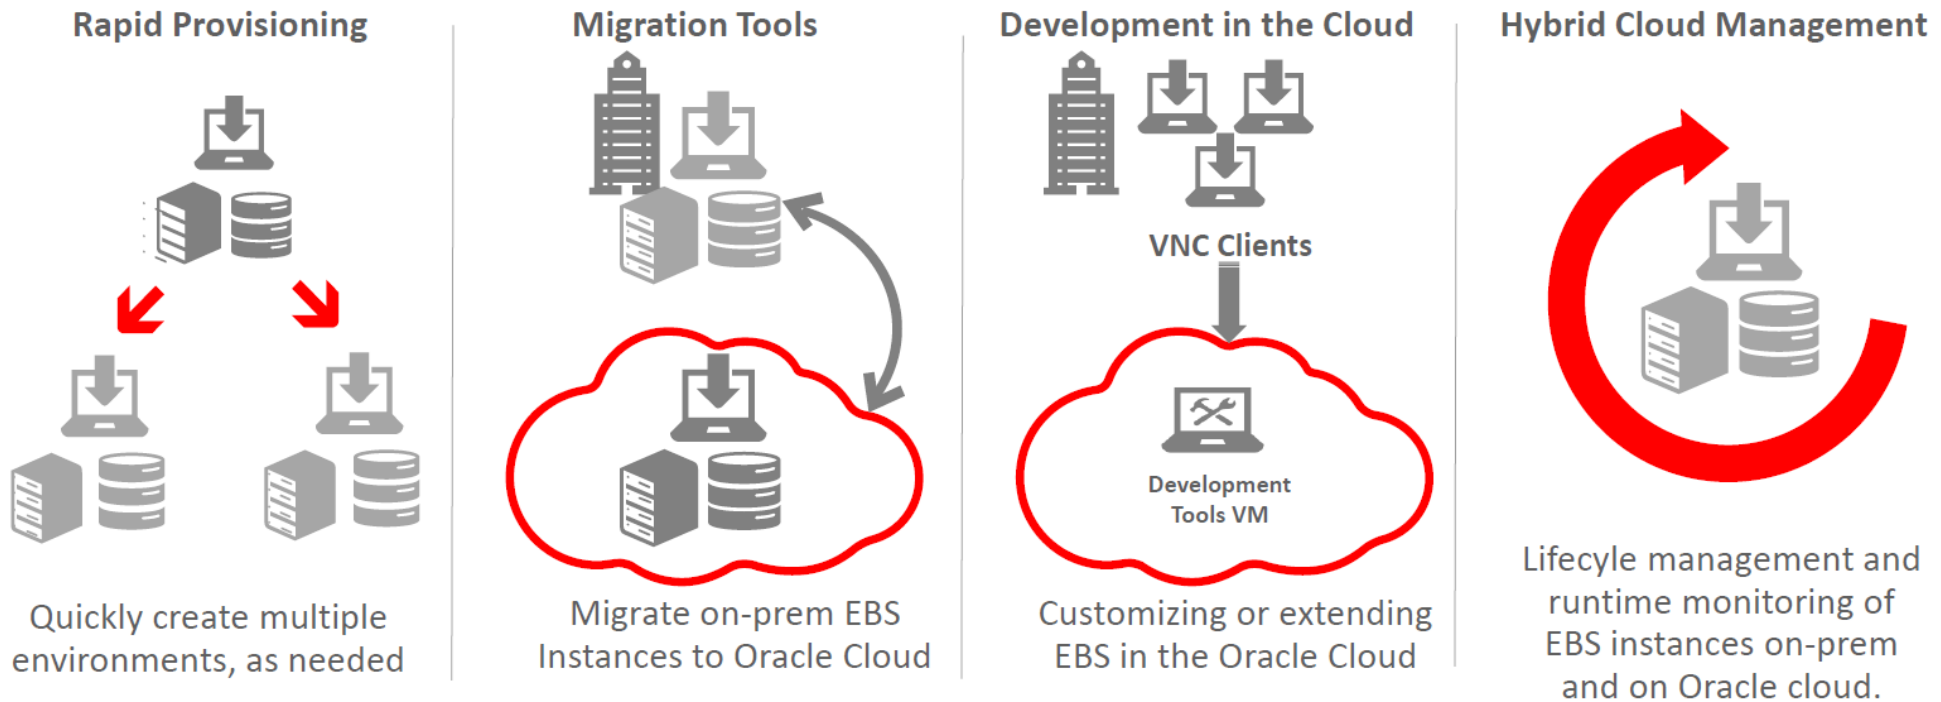 Rapid Provisioning
Quickly create multiple
environments, as needed
Migration Tools
Migrate on-prem EBS
Instances to Oracle Cloud
Development in the Cloud
VNC Clients
Development
Tools VM
Customizing or extending
EBS in the Oracle Cloud
Hybrid Cloud Management
Lifecyle management and
runtime monitoring of
EBS instances on-prem
and on Oracle cloud.